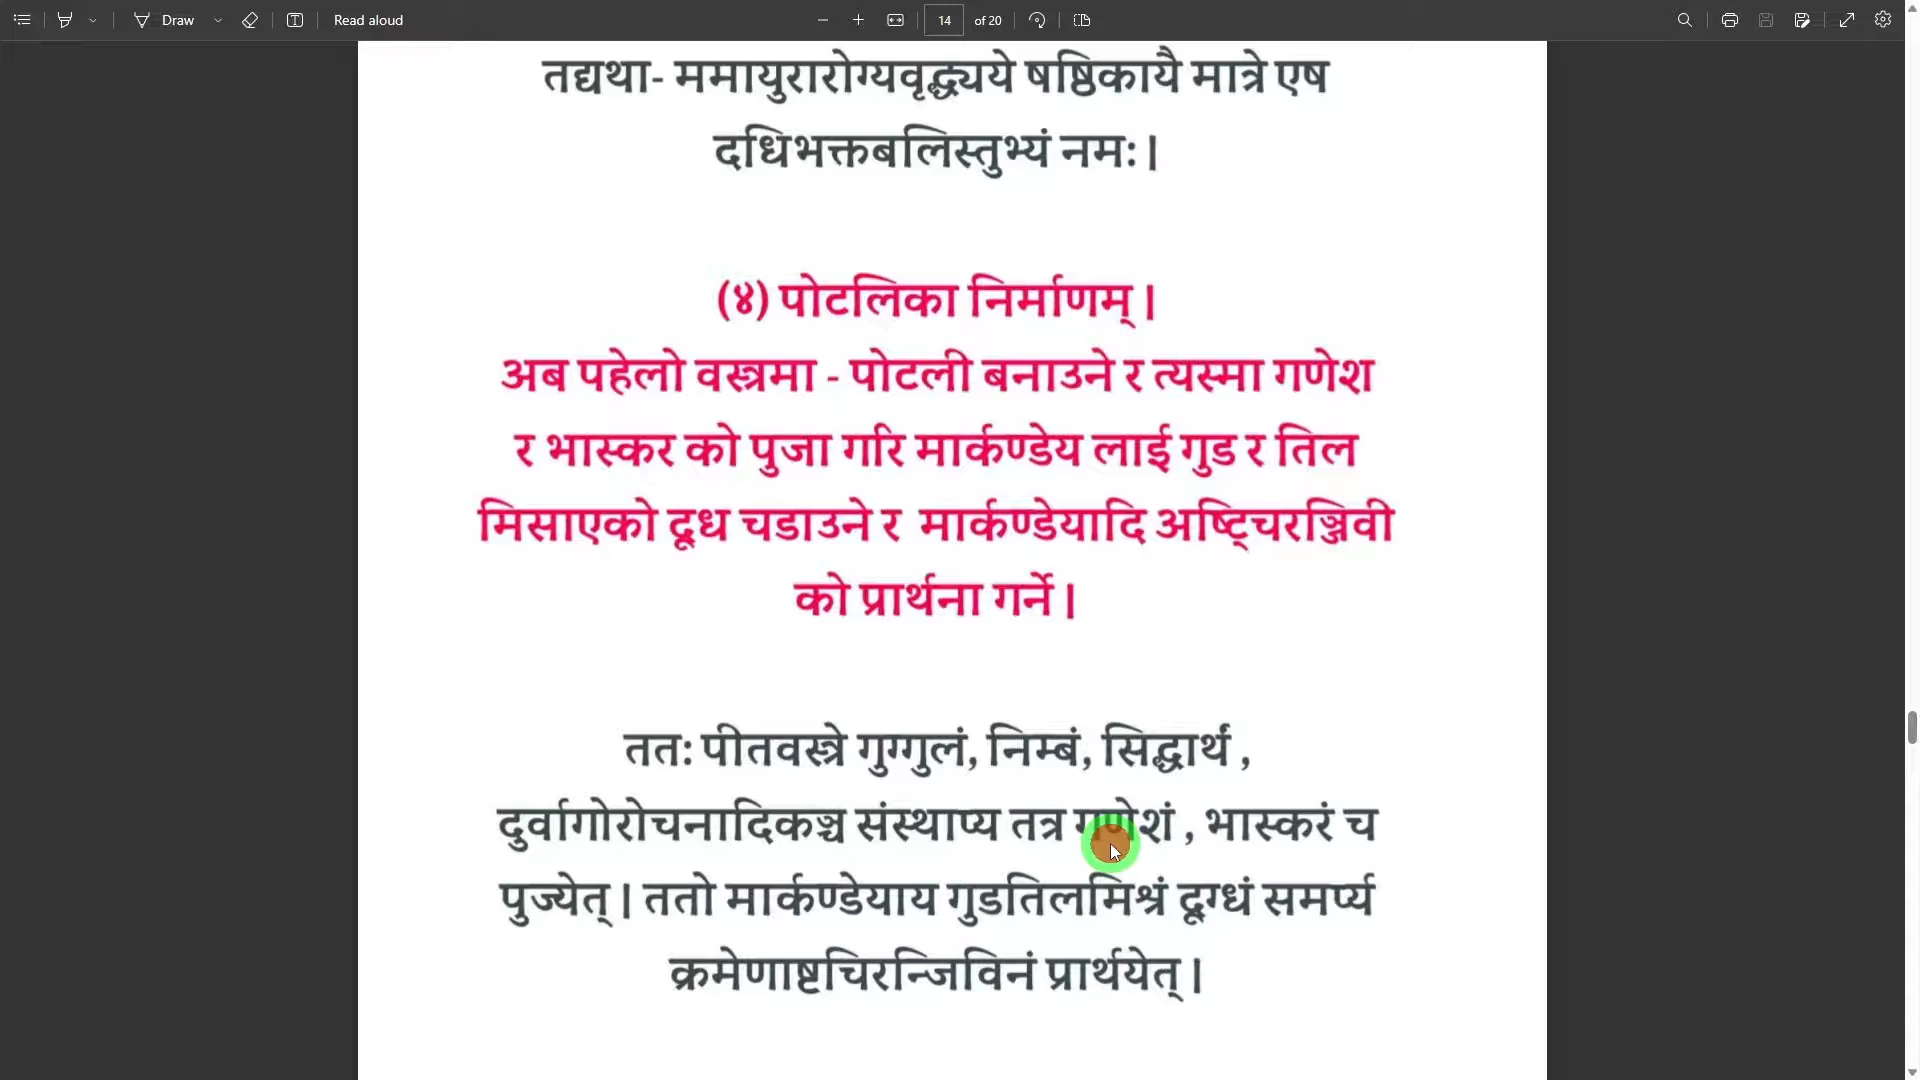 Draw
Read aloud
14 of 20
तद्यथा- ममायुरारोग्यवृद्ध्यये षष्ठिकायै मात्रे एष
दधिभक्तबलिस्तुभ्यं नमः |
(४) पोटलिका निर्माणम् |
अब पहेलो वस्त्रमा - पोटली बनाउने र त्यस्मा गणेश
र भास्कर को पुजा गरि मार्कण्डेय लाई गुड र तिल
मिसाएको दूध चडाउने र मार्कण्डेयादि अष्टि्चरञ्जिवी
को प्रार्थना गर्ने |
तत: पीतवस्त्रे गुग्गुलं, निम्बं, सिद्धार्थं ,
दुर्वागोरोचनादिकञ्च संस्थाप्य तत्र गणेशं , भास्करं च
पुज्येत् | ततो मार्कण्डेयाय गुडतिलमिश्रं दूग्धं समर्प्य
क्रमेणाष्टचिरन्जिविनं प्रार्थयेत् |